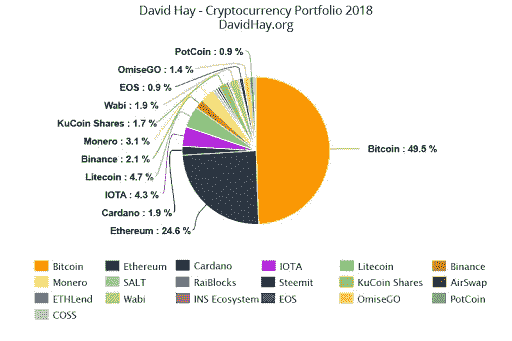 David Hay - Cryptocurrency Portfolio 2018
DavidHay.org
PotCoin : 0.9 %
OmiseGO : 1.4 %
EOS : 0.9 %
Wabi : 1.9 %
KuCoin Shares : 1.7 %
Monero : 3.1 %
Binance : 2.1 %
Litecoin : 4.7 %
IOTA : 4.3 %
Cardano : 1.9 %
Ethereum : 24.6 %
Bitcoin : 49.5 %
Bitcoin Ethereum Cardano IOTA Litecoin Binance
Monero SALT RaiBlocks Steemit KuCoin Shares AirSwap
ETHLend Wabi INS Ecosystem EOS OmiseGO PotCoin
COSS